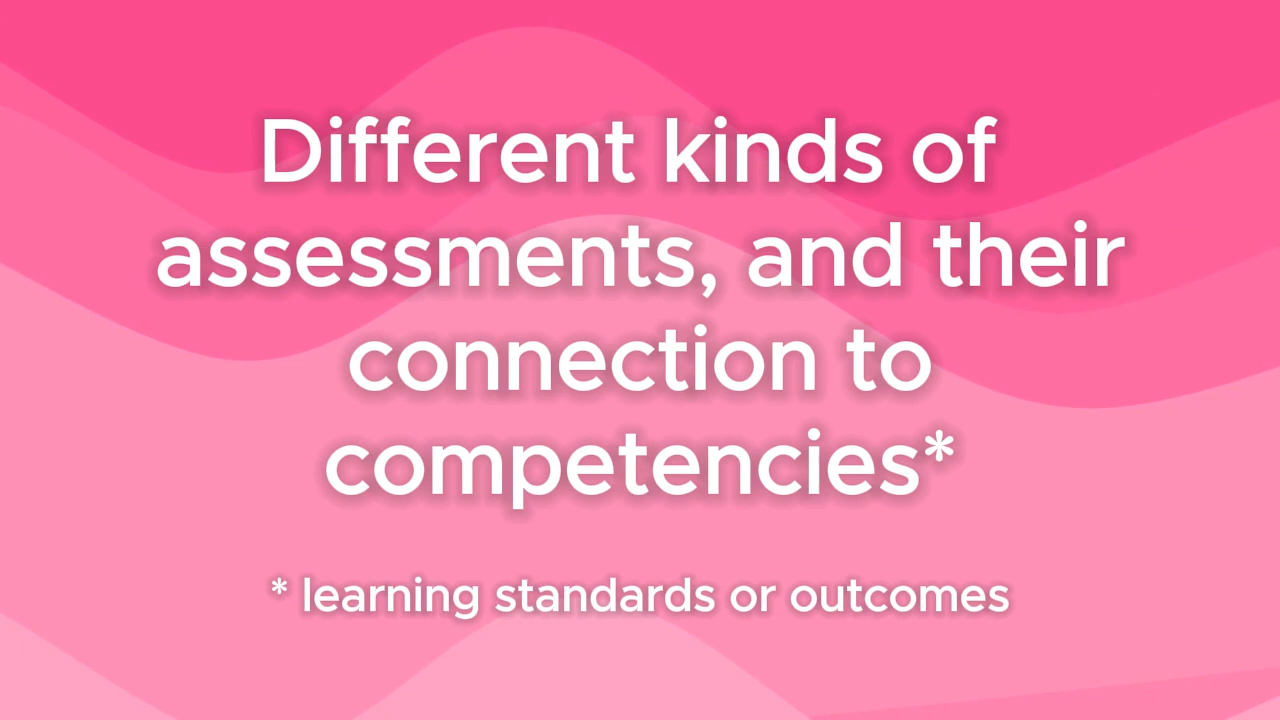 Different kinds of
assessments, and their
connection to
competencies*
* learning standards or outcomes